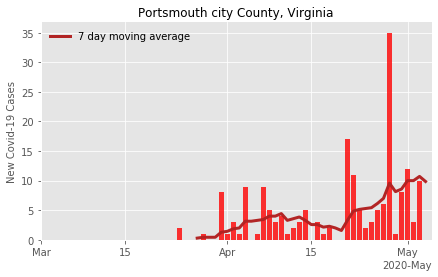 Portsmouth city County, Virginia
7 day moving average
New Covid-19 Cases
35
30
25
20
15
10
5
0
Mar
15
Apr
15
May
2020-May